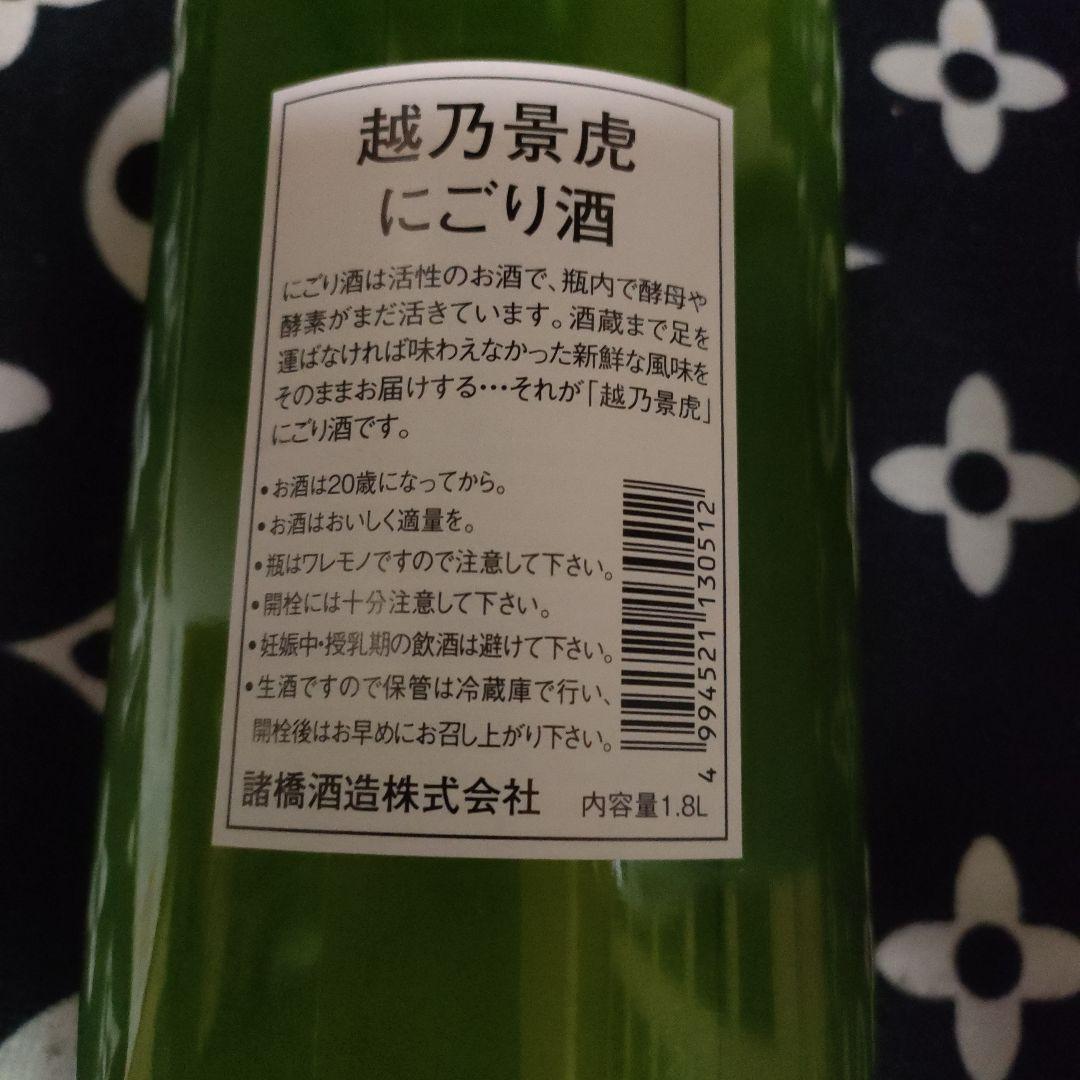 越乃景虎
にごり酒
にごり酒は活性のお酒で、瓶内で酵母や
酵素がまだ活きています。酒蔵まで足を
運ばなければ味わえなかった新鮮な風味を
そのままお届けする…それが「越乃景虎」
にごり酒です。
•お酒は20歳になってから。
•お酒はおいしく適量を。
•瓶はワレモノですので注意して下さい。
•開栓には十分注意して下さい。
•妊娠中・授乳期の飲酒は避けて下さい。
•生酒ですので保管は冷蔵庫で行い、
開栓後はお早めにお召し上がり下さい。
諸橋酒造株式会社 内容量1.8L
4 994521 130512